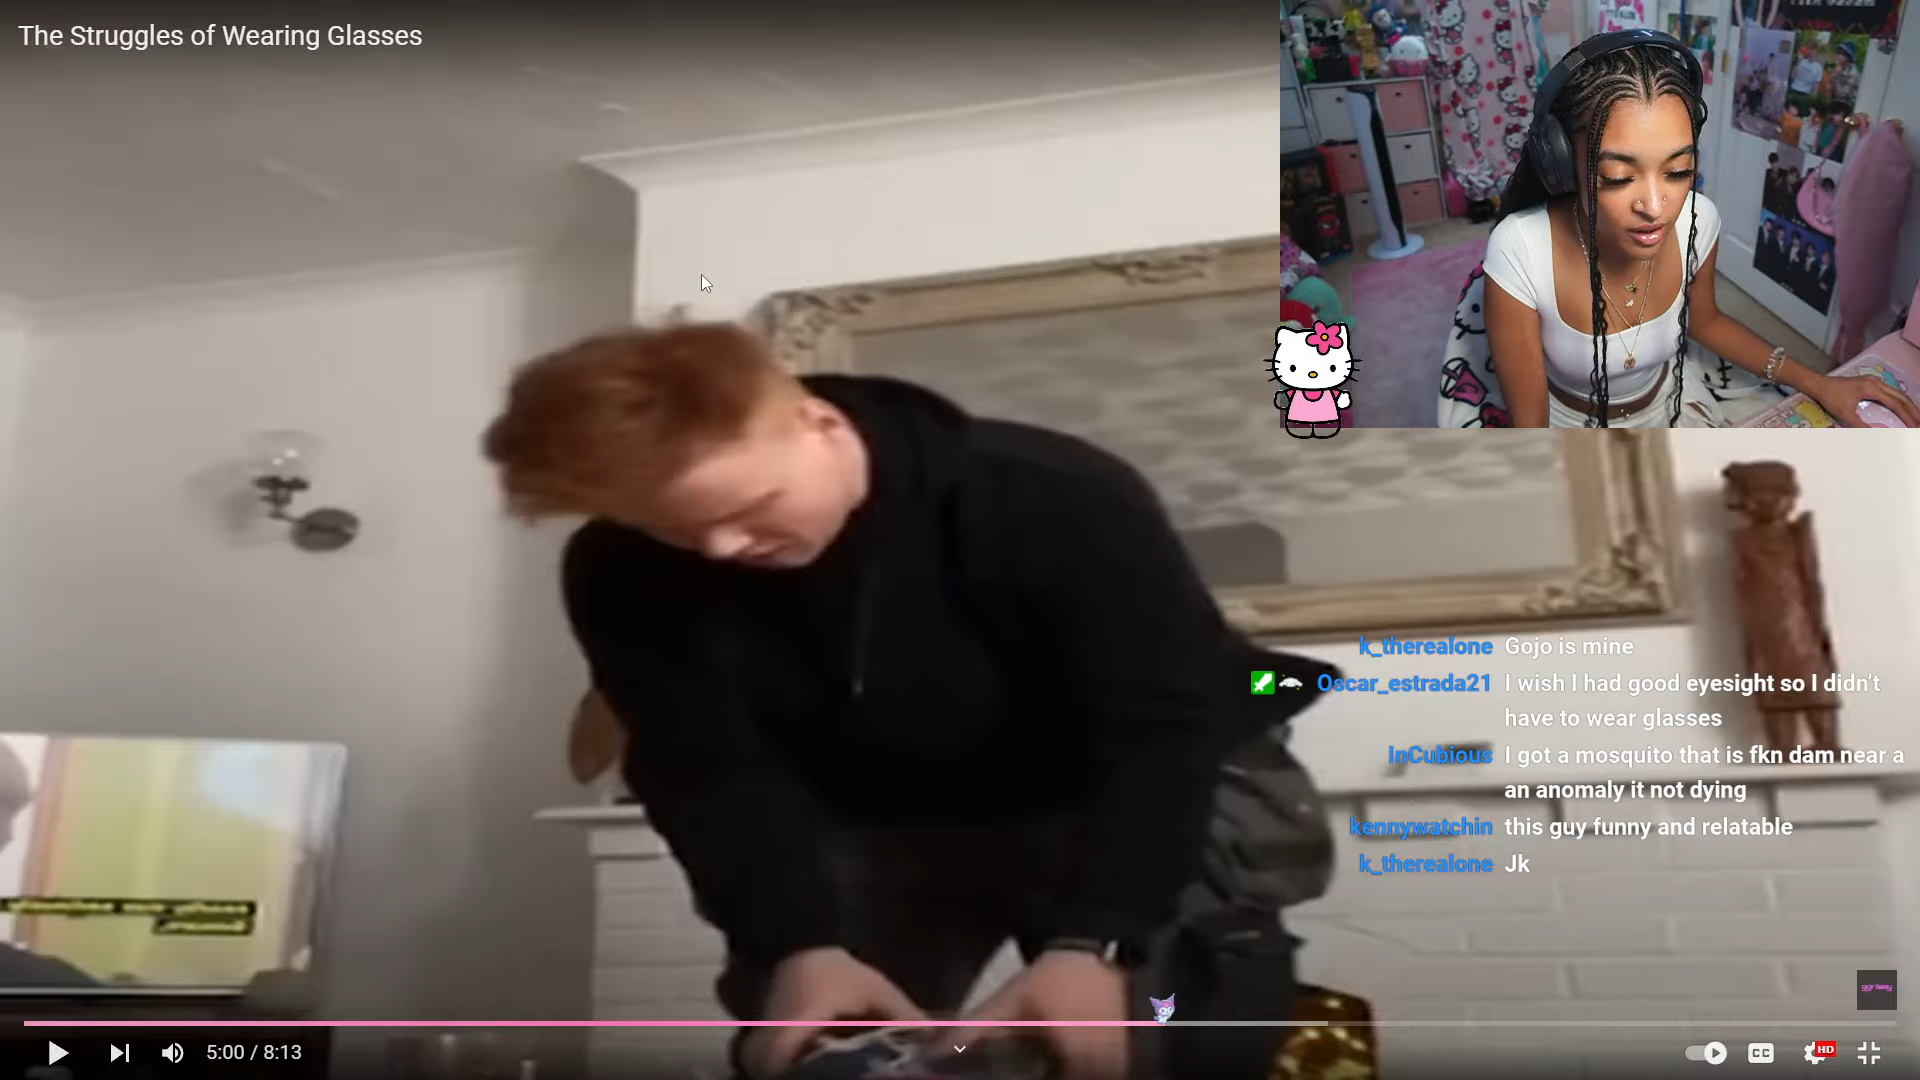 The Struggles of Wearing Glasses
k_therealone Gojo is mine
Oscar_estrada21 I wish I had good eyesight so I didn't
have to wear glasses
InCubious I got a mosquito that is fkn dam near a
an anomaly it not dying
kennywatchin this guy funny and relatable
k_therealone Jk
5:00 / 8:13
CC
HD